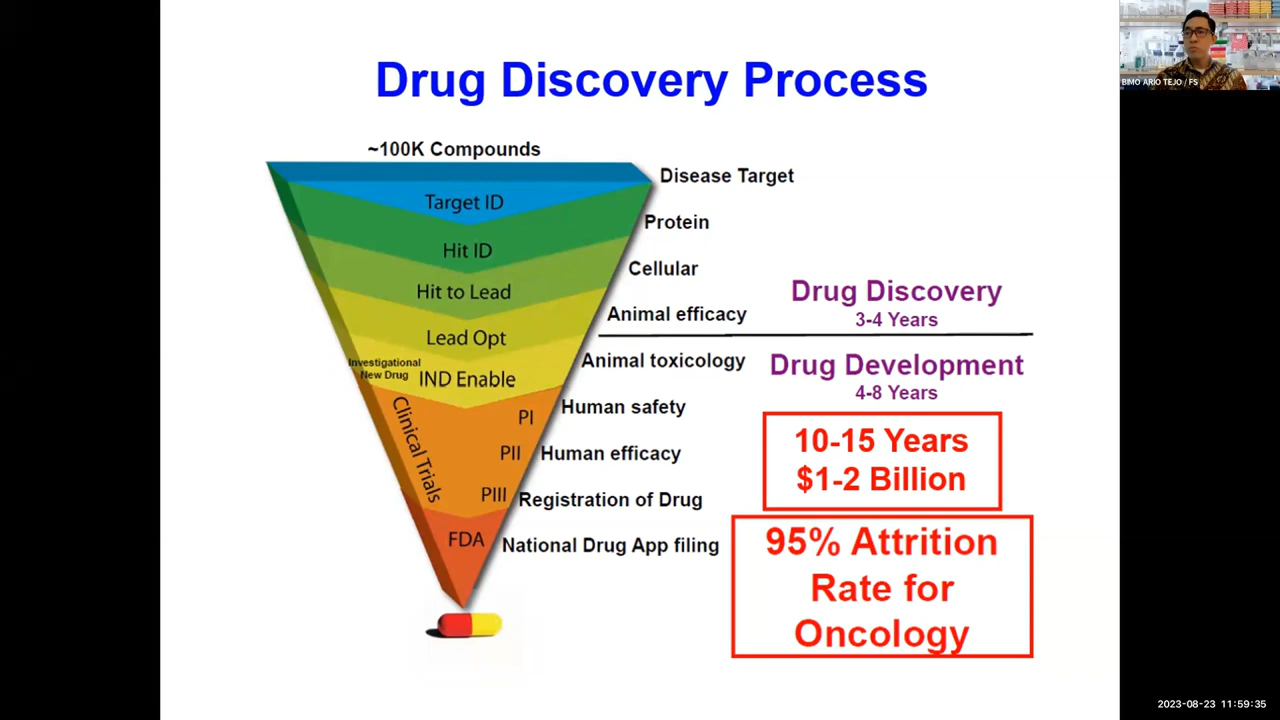 Drug Discovery Process
BIMO ARIO TEJO / FS
~100K Compounds
Disease Target
Target ID
Protein
Hit ID
Cellular
Hit to Lead
Animal efficacy
Drug Discovery
3-4 Years
Lead Opt
Animal toxicology
Drug Development
4-8 Years
Investigational
New Drug
IND Enable
Clinical Trials
PI
Human safety
PII
Human efficacy
PIII
Registration of Drug
10-15 Years
$1-2 Billion
FDA
National Drug App filing
95% Attrition
Rate for
Oncology
2023-08-23 11:59:35